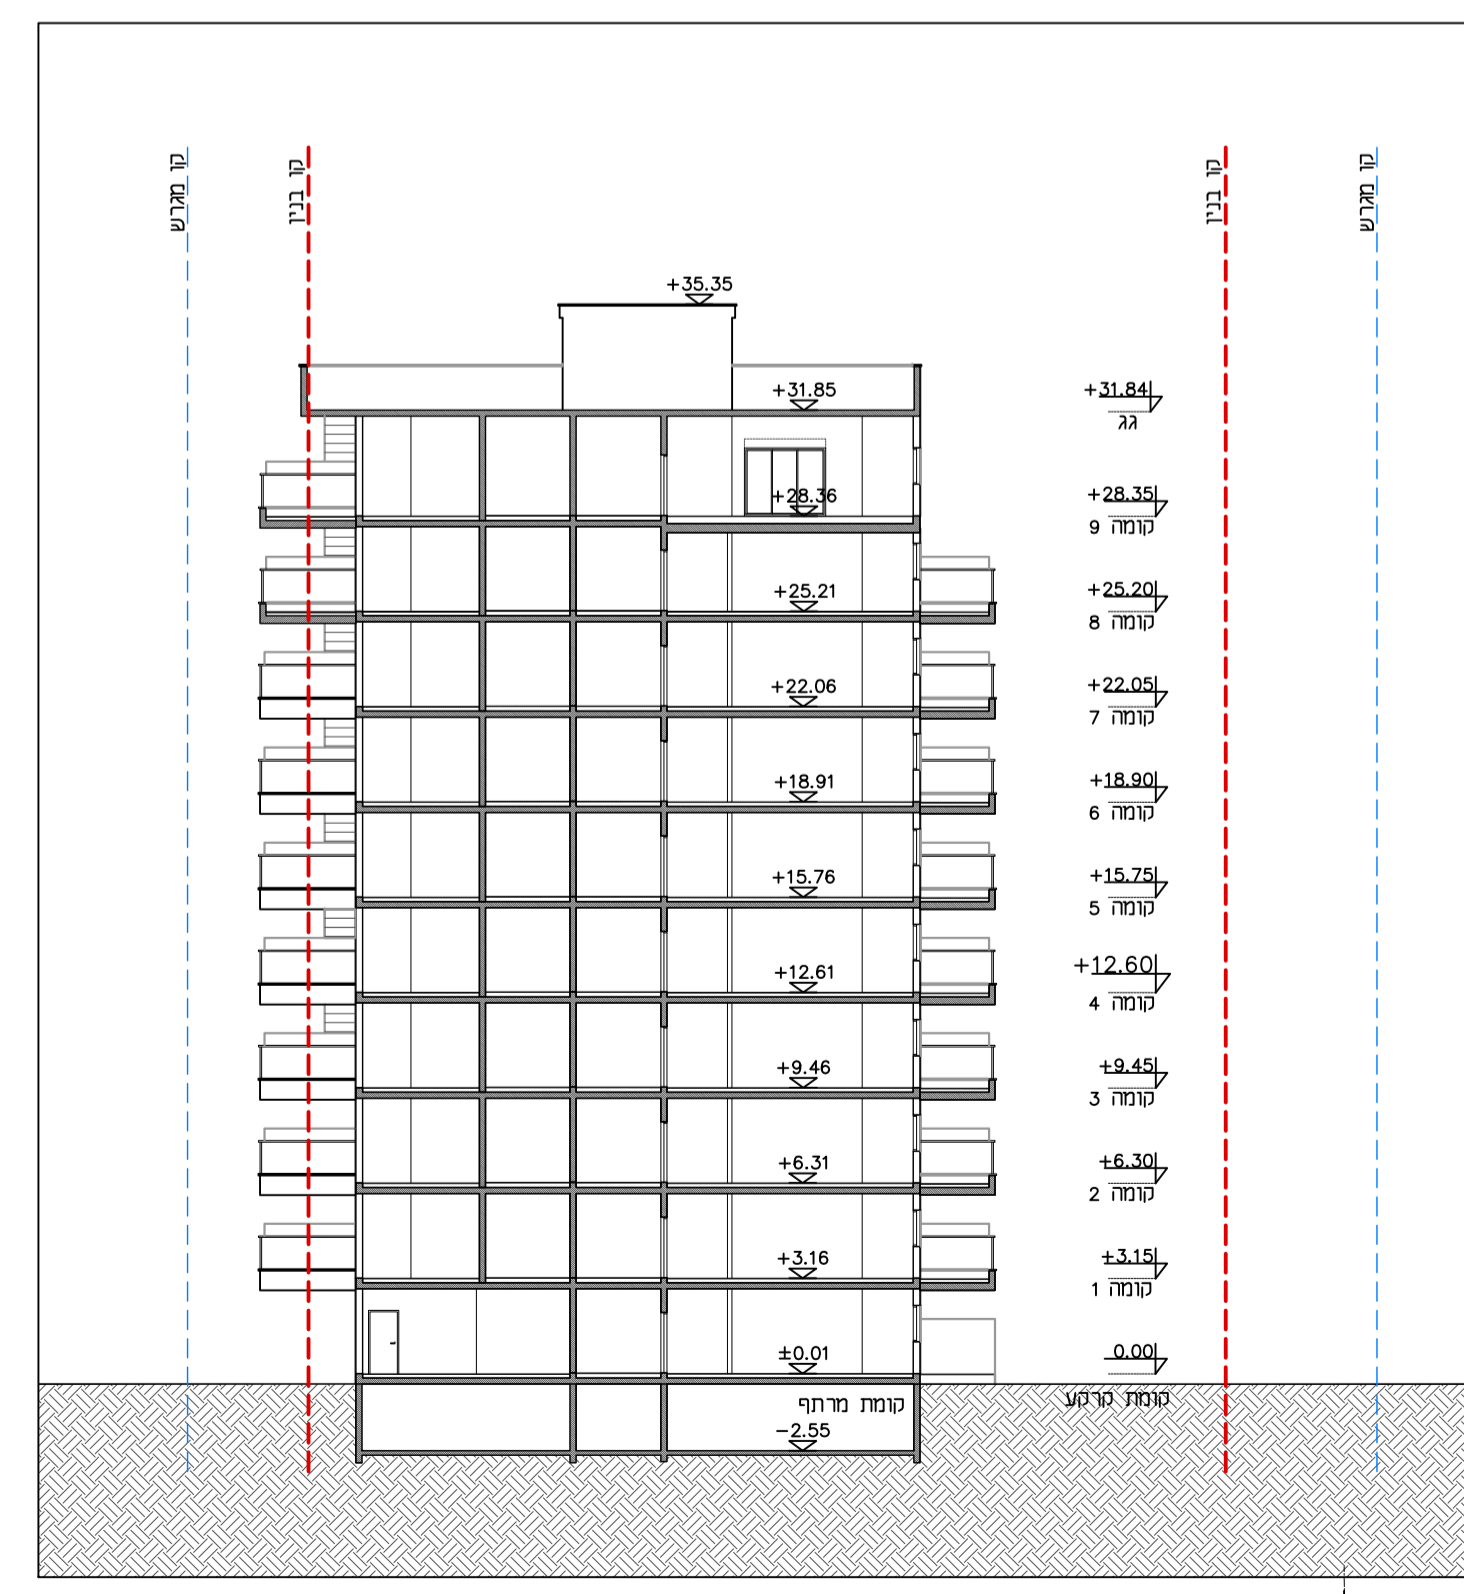 קו מגרש
קו בנין
קו בנין
קו מגרש
+35.35
+31.85
+31.84
גג
+28.36
+28.35
קומה 9
+25.21
+25.20
קומה 8
+22.06
+22.05
קומה 7
+18.91
+18.90
קומה 6
+15.76
+15.75
קומה 5
+12.61
+12.60
קומה 4
+9.46
+9.45
קומה 3
+6.31
+6.30
קומה 2
+3.16
+3.15
קומה 1
±0.01
0.00
קומת קרקע
קומת מרתף
−2.55